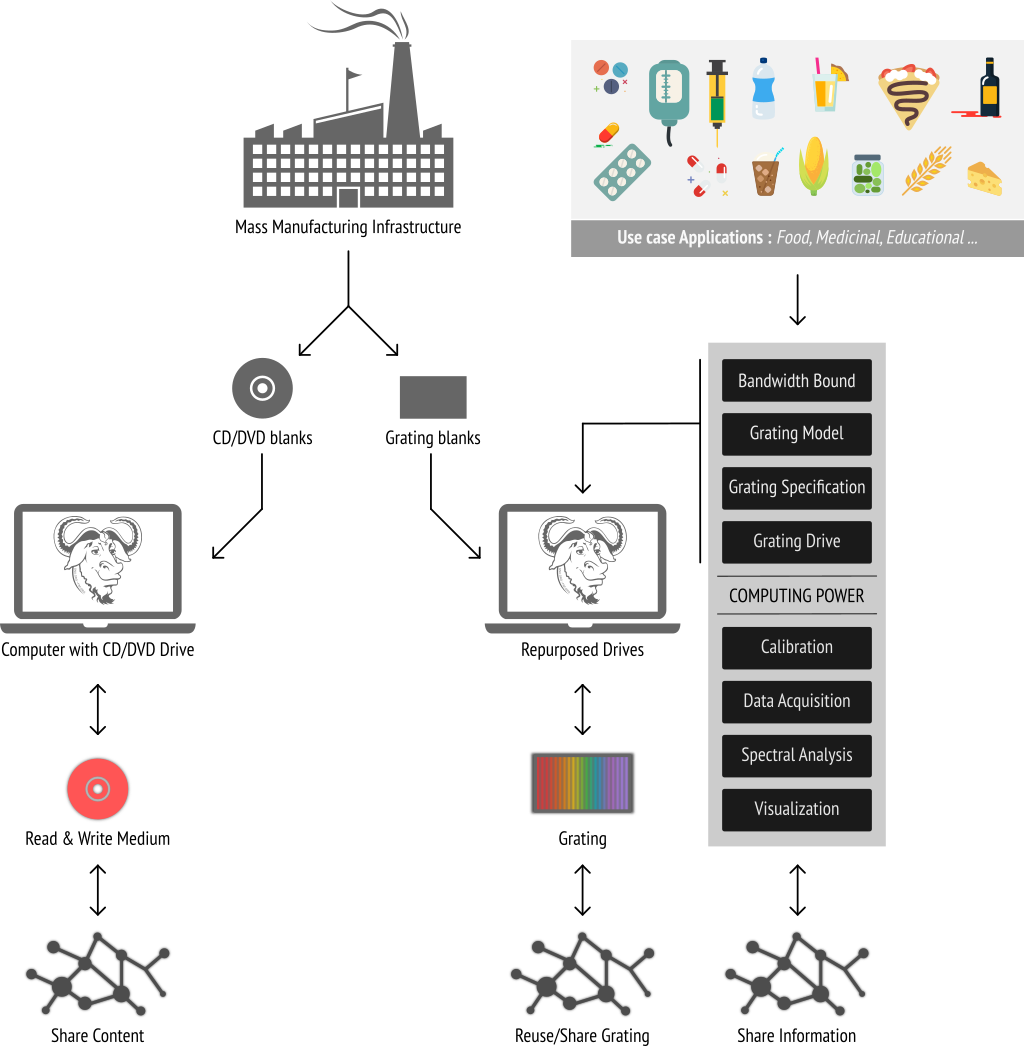 Mass Manufacturing Infrastructure
Use case Applications : Food, Medicinal, Educational ...
CD/DVD blanks
Grating blanks
Bandwidth Bound
Grating Model
Grating Specification
Grating Drive
COMPUTING POWER
Calibration
Data Acquisition
Spectral Analysis
Visualization
Computer with CD/DVD Drive
Repurposed Drives
Read & Write Medium
Grating
Share Content
Reuse/Share Grating
Share Information